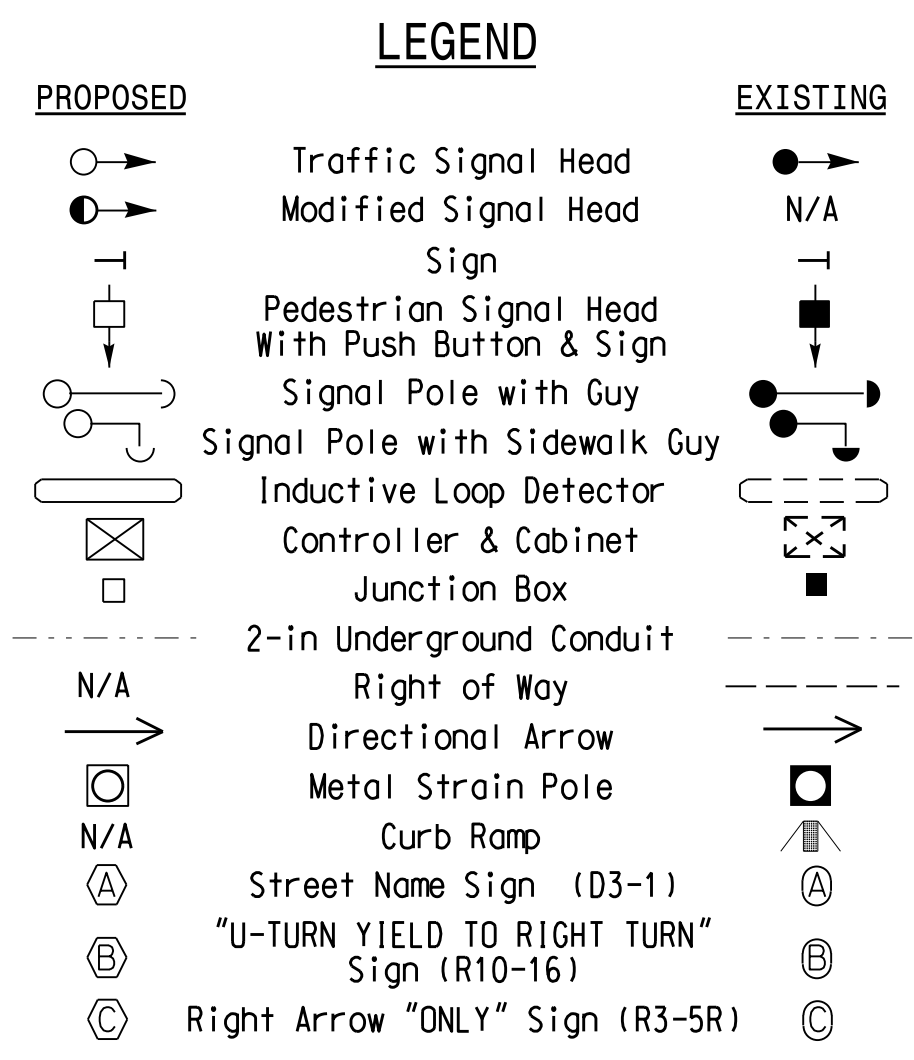 LEGEND
PROPOSED EXISTING
Traffic Signal Head
Modified Signal Head N/A
Sign
Pedestrian Signal Head
With Push Button & Sign
Signal Pole with Guy
Signal Pole with Sidewalk Guy
Inductive Loop Detector
Controller & Cabinet
Junction Box
2-in Underground Conduit
N/A Right of Way
Directional Arrow
Metal Strain Pole
N/A Curb Ramp
A Street Name Sign (D3-1) A
"U-TURN YIELD TO RIGHT TURN"
B Sign (R10-16) B
C Right Arrow "ONLY" Sign (R3-5R) C